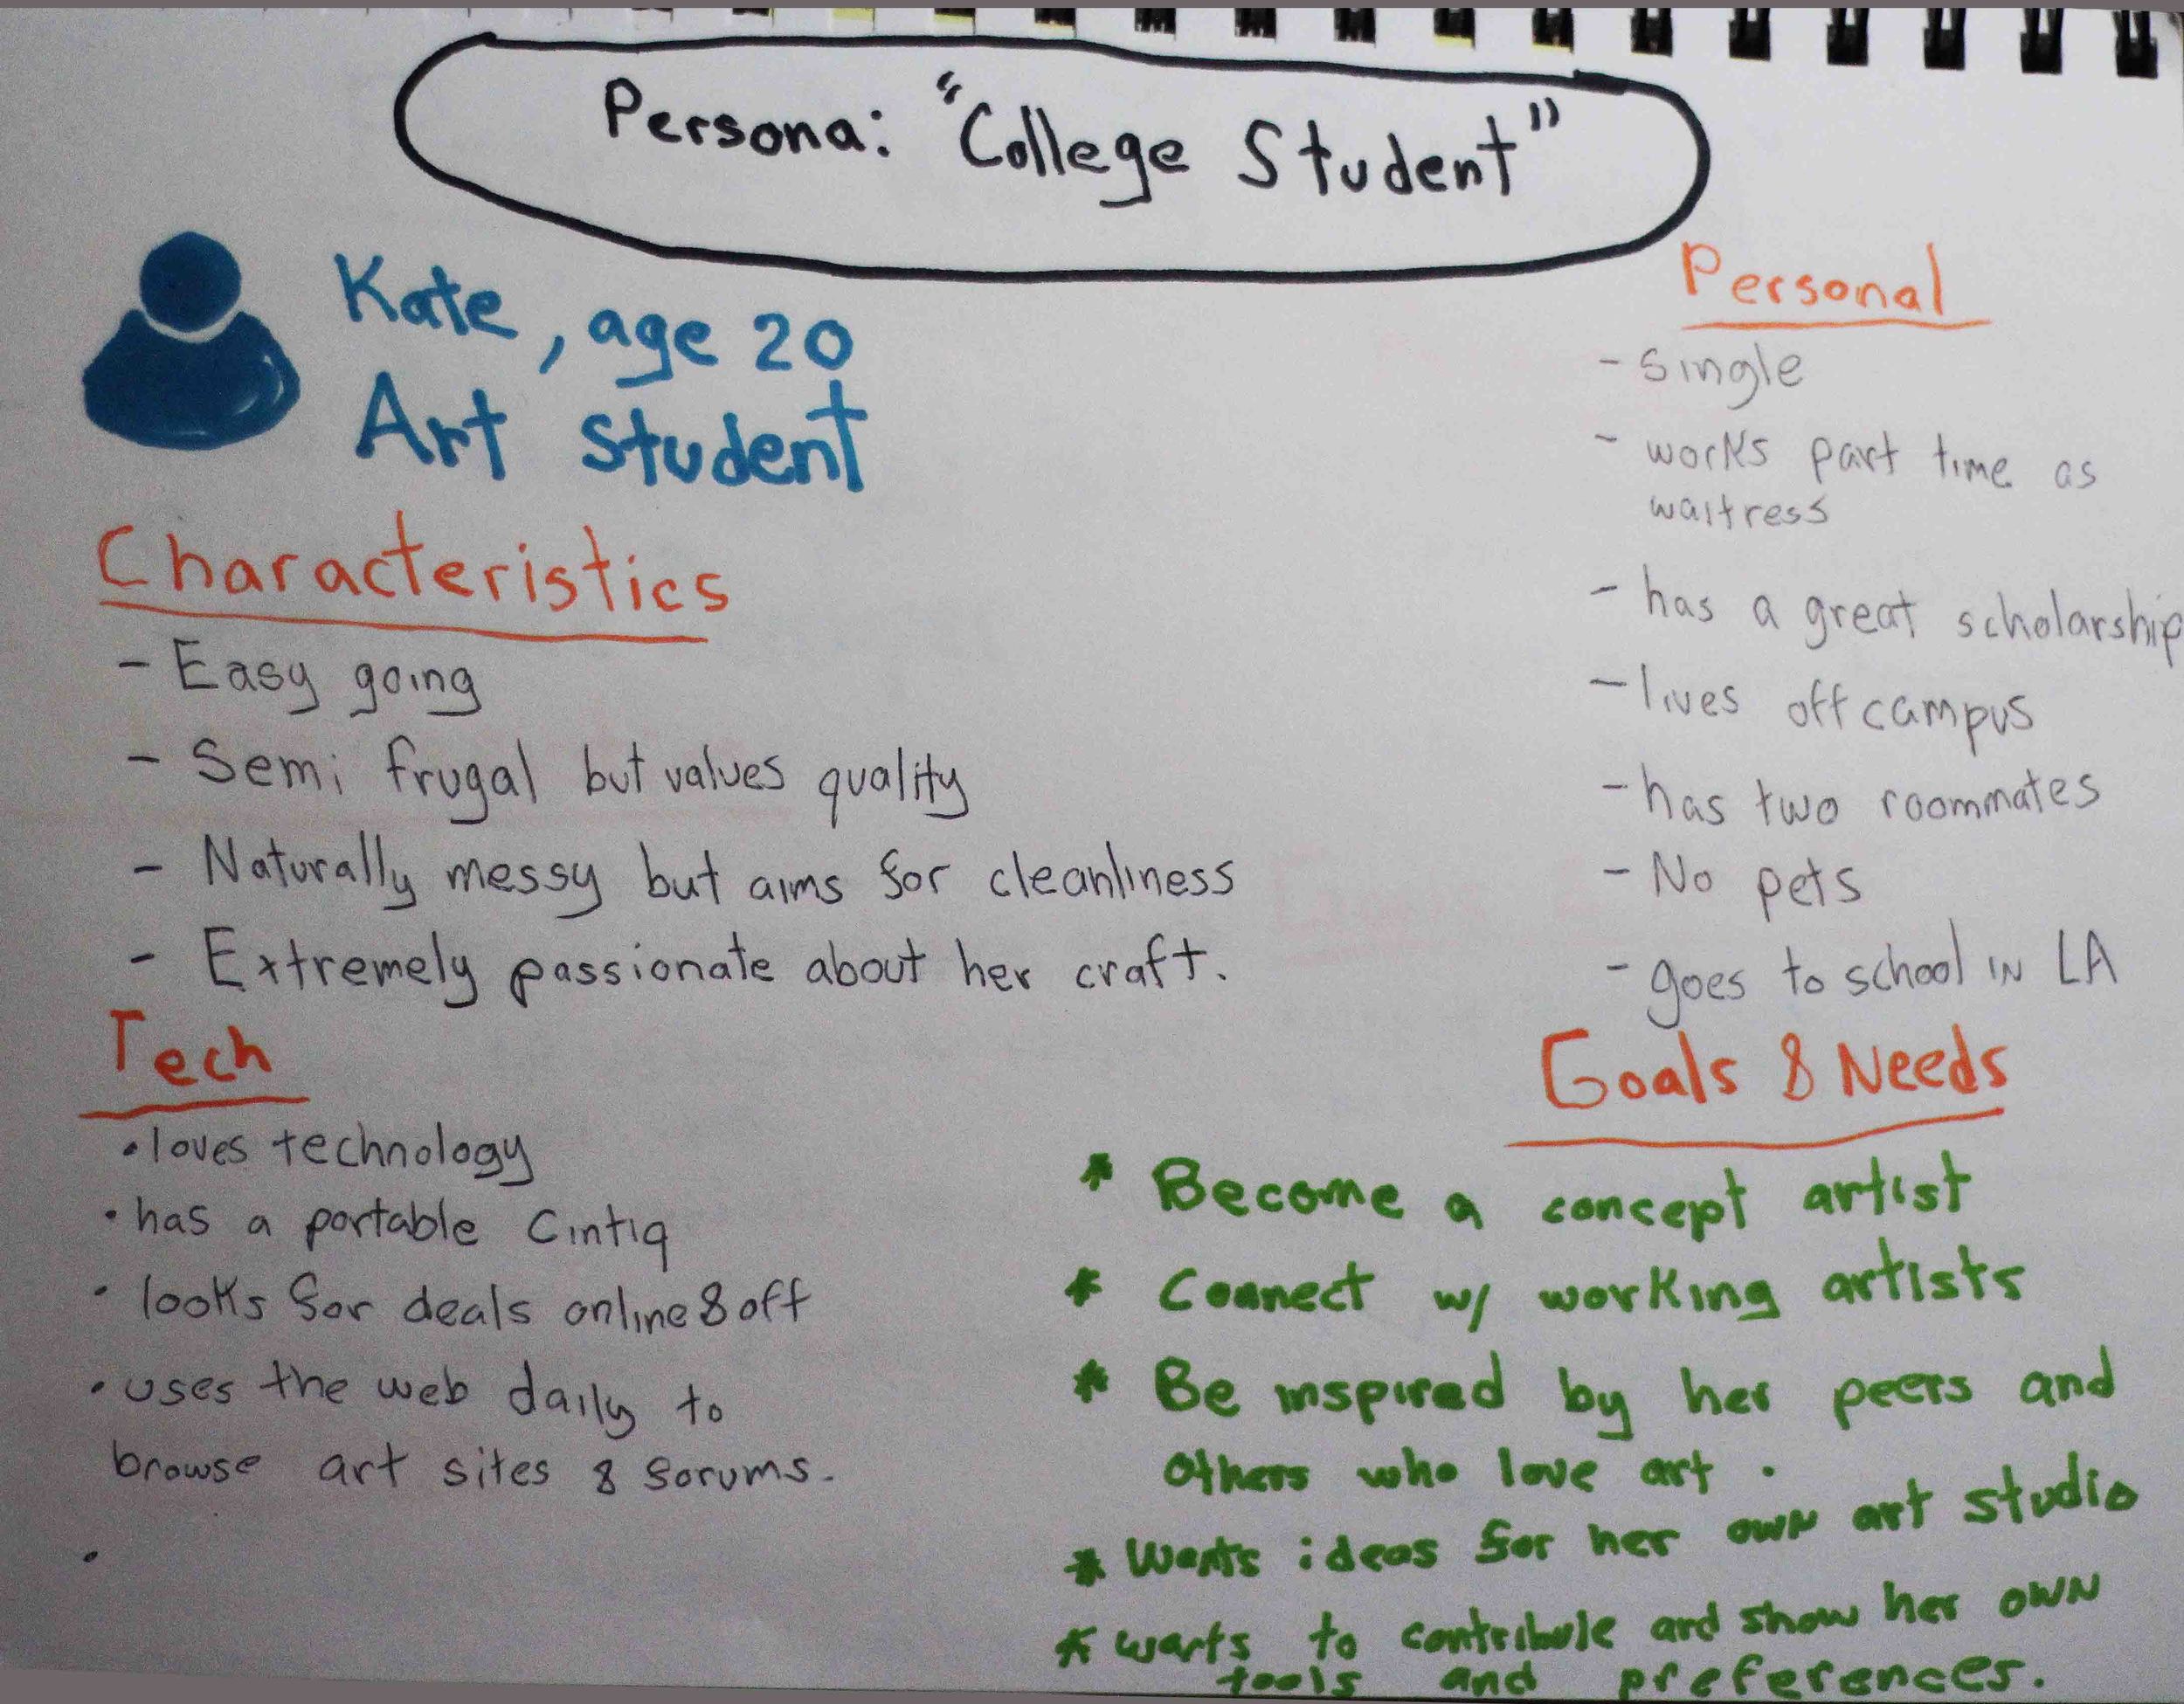 Persona: "College Student"
Kate, age 20
Art student
Characteristics
- Easy going
- Semi frugal but values quality
- Naturally messy but aims for cleanliness
- Extremely passionate about her craft.
Tech
• loves technology
• has a portable Cintiq
• looks for deals online & off
• uses the web daily to
browse art sites & forums.
•
Personal
- single
- works part time as
waitress
- has a great scholarship
- lives off campus
- has two roommates
- No pets
- goes to school IN LA
Goals & Needs
* Become a concept artist
* Connect w/ working artists
* Be inspired by her peers and
others who love art.
* Wants ideas for her own art studio
* wants to contribute and show her own
tools and preferences.